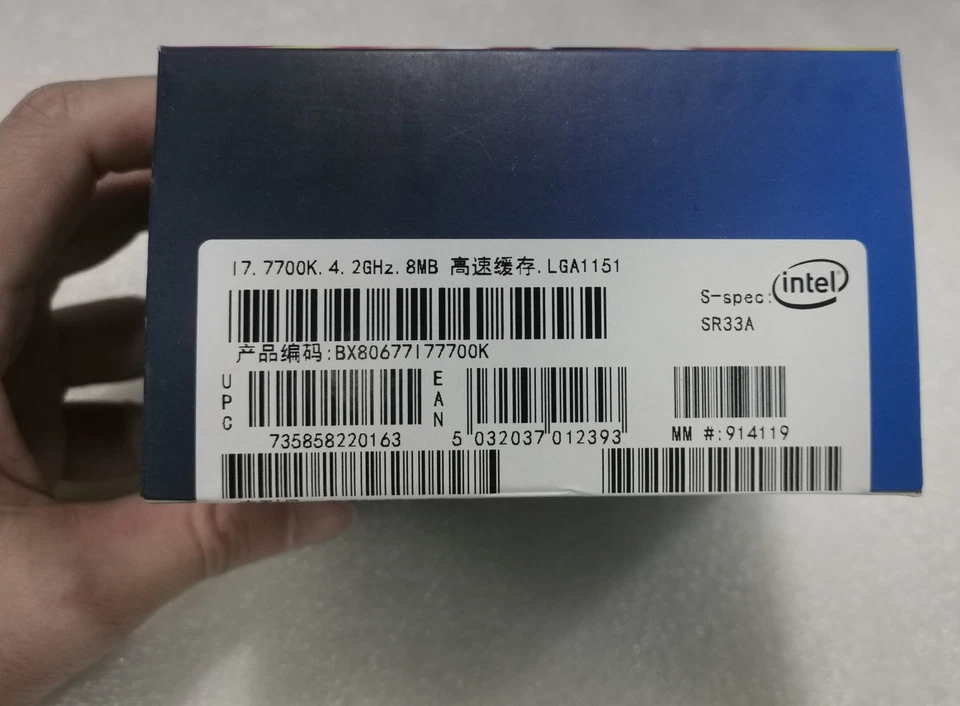 I7.7700K.4.2GHz.8MB 高速缓存.LGA1151
产品编码:BX80677I77700K
UPC
735858220163
EAN
5 032037 012393
S-spec:
SR33A
intel
MM #:914119